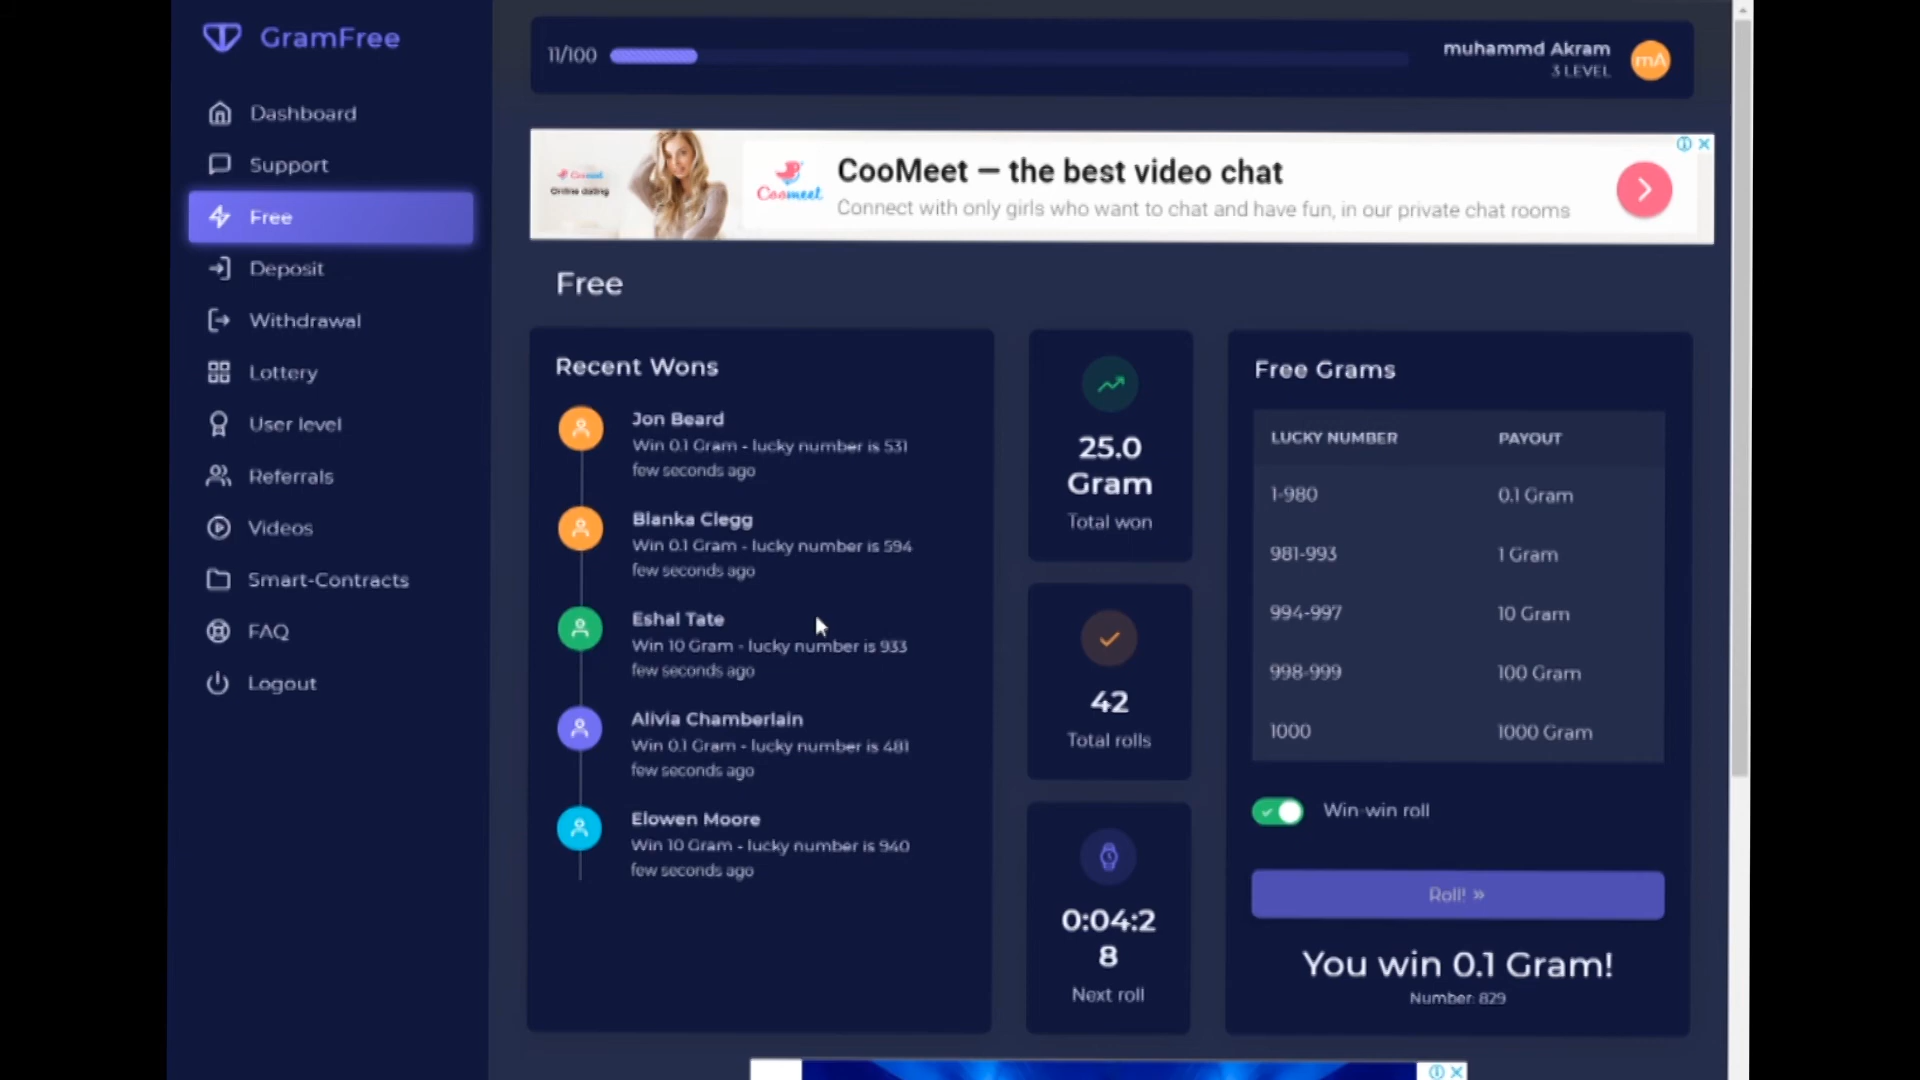 GramFree
Dashboard
Support
Free
Deposit
Withdrawal
Lottery
User level
Referrals
Videos
Smart-Contracts
FAQ
Logout
11/100
muhammd Akram
3 LEVEL
mA
Coomeet
Online dating
Coomeet
CooMeet — the best video chat
Connect with only girls who want to chat and have fun, in our private chat rooms
Free
Recent Wons
Jon Beard
Win 0.1 Gram - lucky number is 531
few seconds ago
Blanka Clegg
Win 0.1 Gram - lucky number is 594
few seconds ago
Eshal Tate
Win 10 Gram - lucky number is 933
few seconds ago
Alivia Chamberlain
Win 0.1 Gram - lucky number is 481
few seconds ago
Elowen Moore
Win 10 Gram - lucky number is 940
few seconds ago
25.0
Gram
Total won
42
Total rolls
0:04:2
8
Next roll
Free Grams
LUCKY NUMBER PAYOUT
1-980 0.1 Gram
981-993 1 Gram
994-997 10 Gram
998-999 100 Gram
1000 1000 Gram
Win-win roll
Roll! »
You win 0.1 Gram!
Number: 829